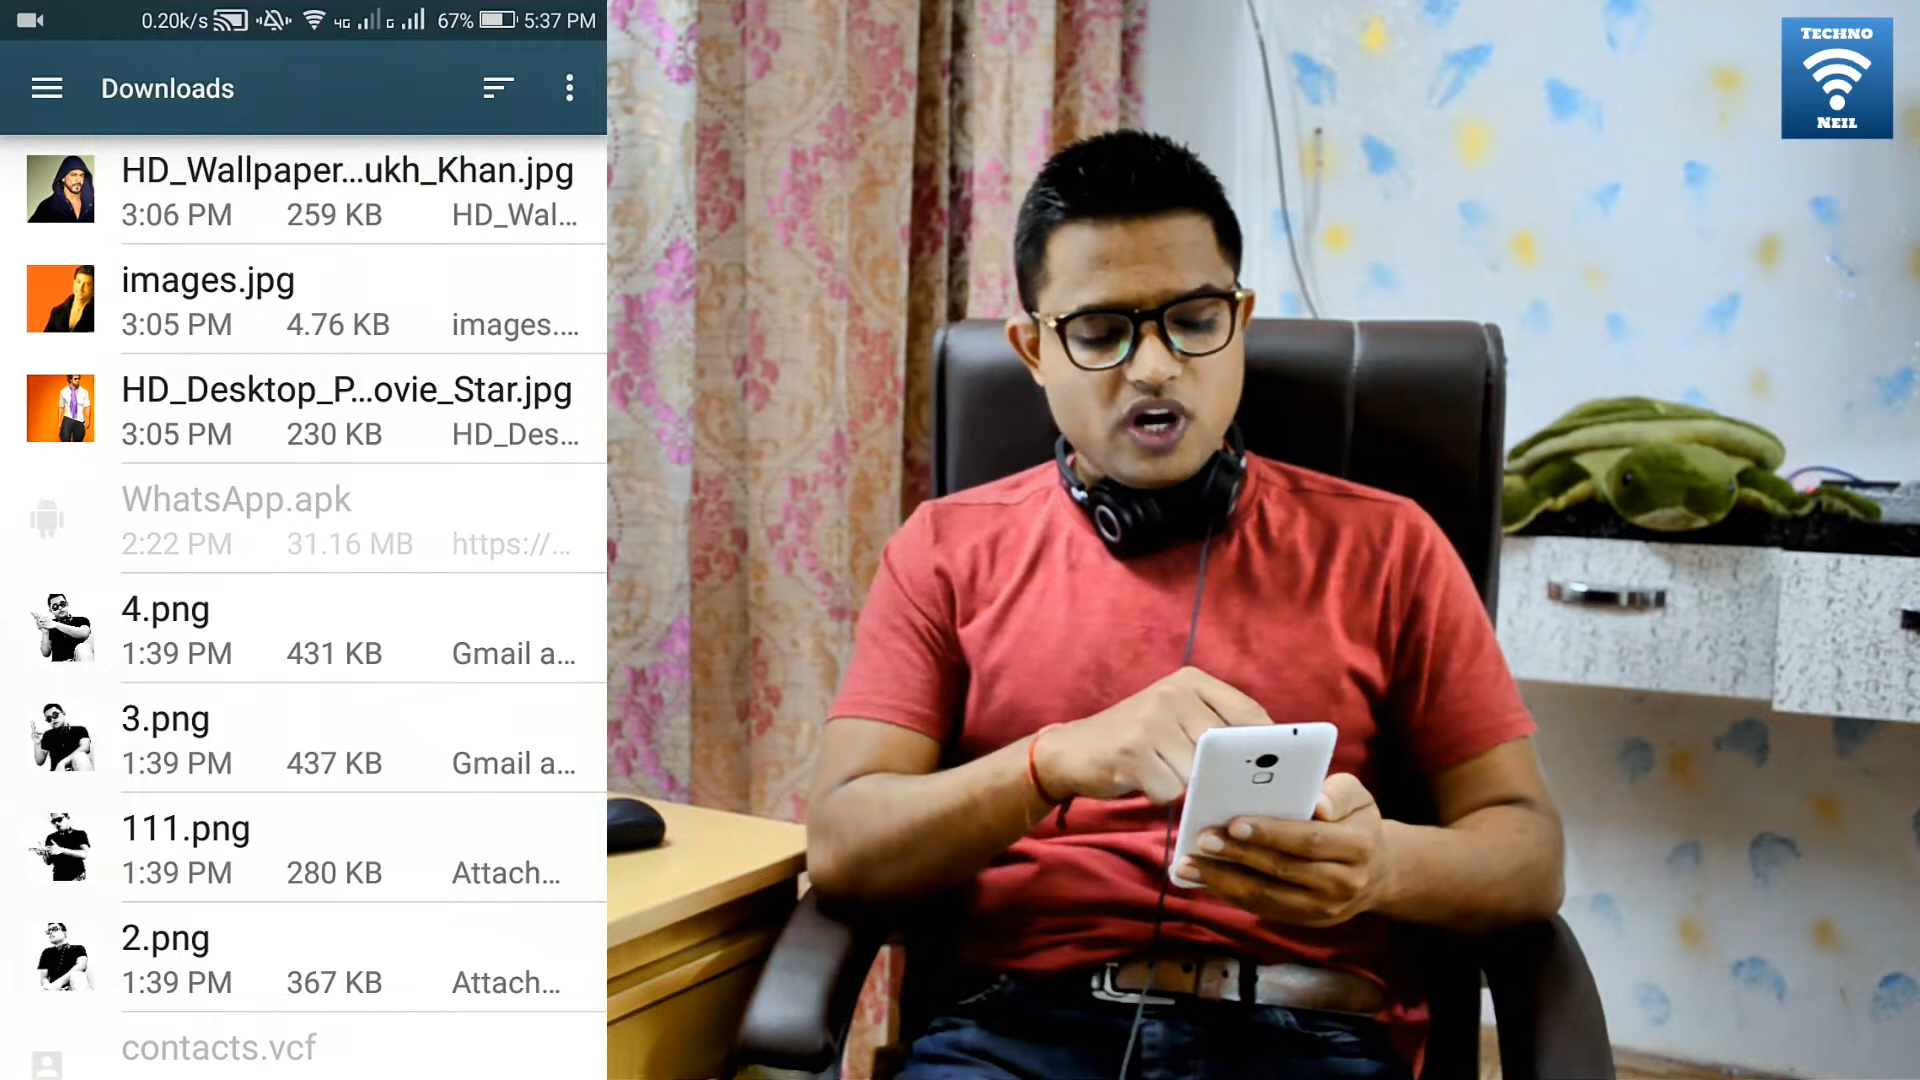 0.20k/s 4G G 67% 5:37 PM
Downloads
HD_Wallpaper...ukh_Khan.jpg
3:06 PM 259 KB HD_Wal...
images.jpg
3:05 PM 4.76 KB images....
HD_Desktop_P...ovie_Star.jpg
3:05 PM 230 KB HD_Des...
WhatsApp.apk
2:22 PM 31.16 MB https://...
4.png
1:39 PM 431 KB Gmail a...
3.png
1:39 PM 437 KB Gmail a...
111.png
1:39 PM 280 KB Attach...
2.png
1:39 PM 367 KB Attach...
contacts.vcf
TECHNO
NEIL